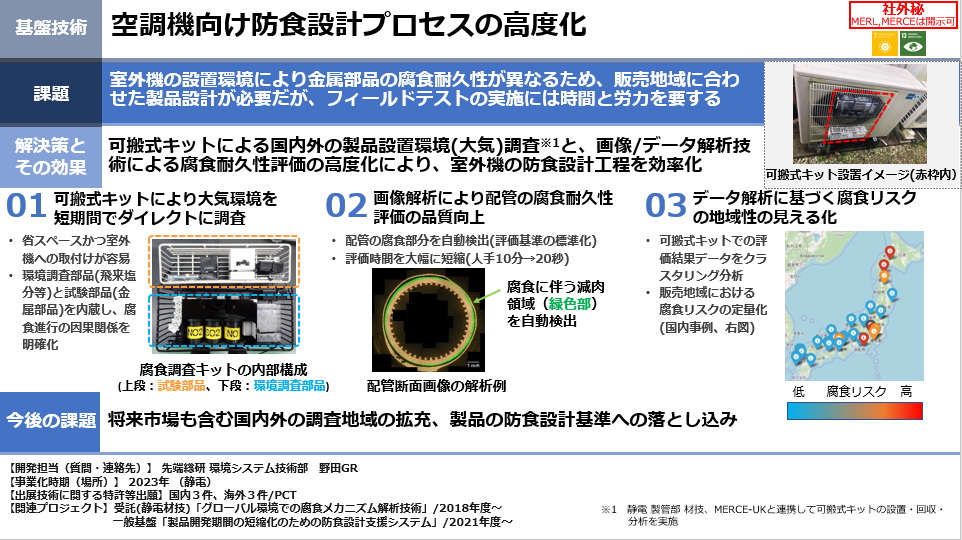 基盤技術
空調機向け防食設計プロセスの高度化
社外秘
MERL,MERCEは開示可
課題
室外機の設置環境により金属部品の腐食耐久性が異なるため、販売地域に合わ
せた製品設計が必要だが、フィールドテストの実施には時間と労力を要する
可搬式キット設置イメージ(赤枠内)
解決策と
その効果
可搬式キットによる国内外の製品設置環境(大気)調査※1と、画像/データ解析技
術による腐食耐久性評価の高度化により、室外機の防食設計工程を効率化
01 可搬式キットにより大気環境を
短期間でダイレクトに調査
• 省スペースかつ室外
機への取付けが容易
• 環境調査部品(飛来塩
分等)と試験部品(金
属部品)を内蔵し、腐
食進行の因果関係を
明確化
NO2
SO2
NO
腐食調査キットの内部構成
(上段：試験部品、下段：環境調査部品)
02 画像解析により配管の腐食耐久性
評価の品質向上
• 配管の腐食部分を自動検出(評価基準の標準化)
• 評価時間を大幅に短縮(人手10分→20秒)
腐食に伴う減肉
領域（緑色部）
を自動検出
1 mm
配管断面画像の解析例
03 データ解析に基づく腐食リスク
の地域性の見える化
• 可搬式キットでの評
価結果データをクラ
スタリング分析
• 販売地域における
腐食リスクの定量化
(国内事例、右図)
低 腐食リスク 高
今後の課題
将来市場も含む国内外の調査地域の拡充、製品の防食設計基準への落とし込み
【開発担当（質問・連絡先）】 先端総研 環境システム技術部 野田GR
【事業化時期（場所）】 2023年 （静電）
【出展技術に関する特許等出願】国内３件、海外３件/PCT
【関連プロジェクト】受託(静電材技)「グローバル環境での腐食メカニズム解析技術」/2018年度～
一般基盤「製品開発期間の短縮化のための防食設計支援システム」/2021年度～
※1 静電 製管部 材技、MERCE-UKと連携して可搬式キットの設置・回収・
分析を実施